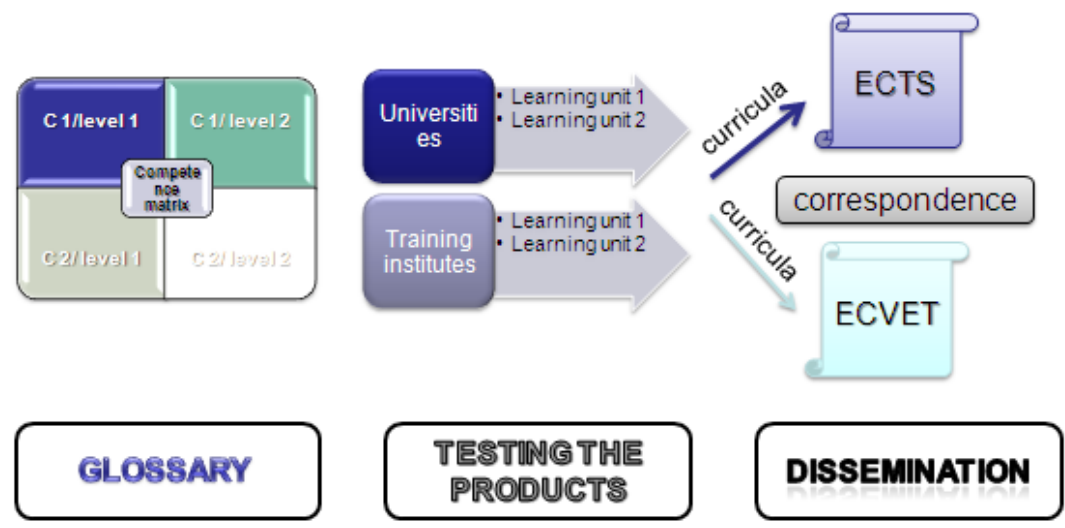 C 1/level 1
C 1/ level 2
Compete
nce
matrix
C 2/ level 1
C 2/ level 2
Universiti
es
• Learning unit 1
• Learning unit 2
Training
institutes
• Learning unit 1
• Learning unit 2
curricula
ECTS
correspondence
curricula
ECVET
GLOSSARY
TESTING THE
PRODUCTS
DISSEMINATION